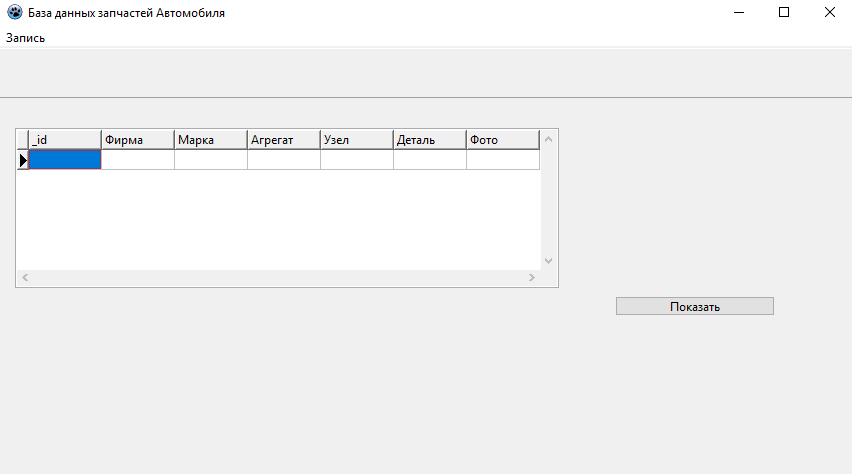 База данных запчастей Автомобиля
Запись
_id Фирма Марка Агрегат Узел Деталь Фото
Показать